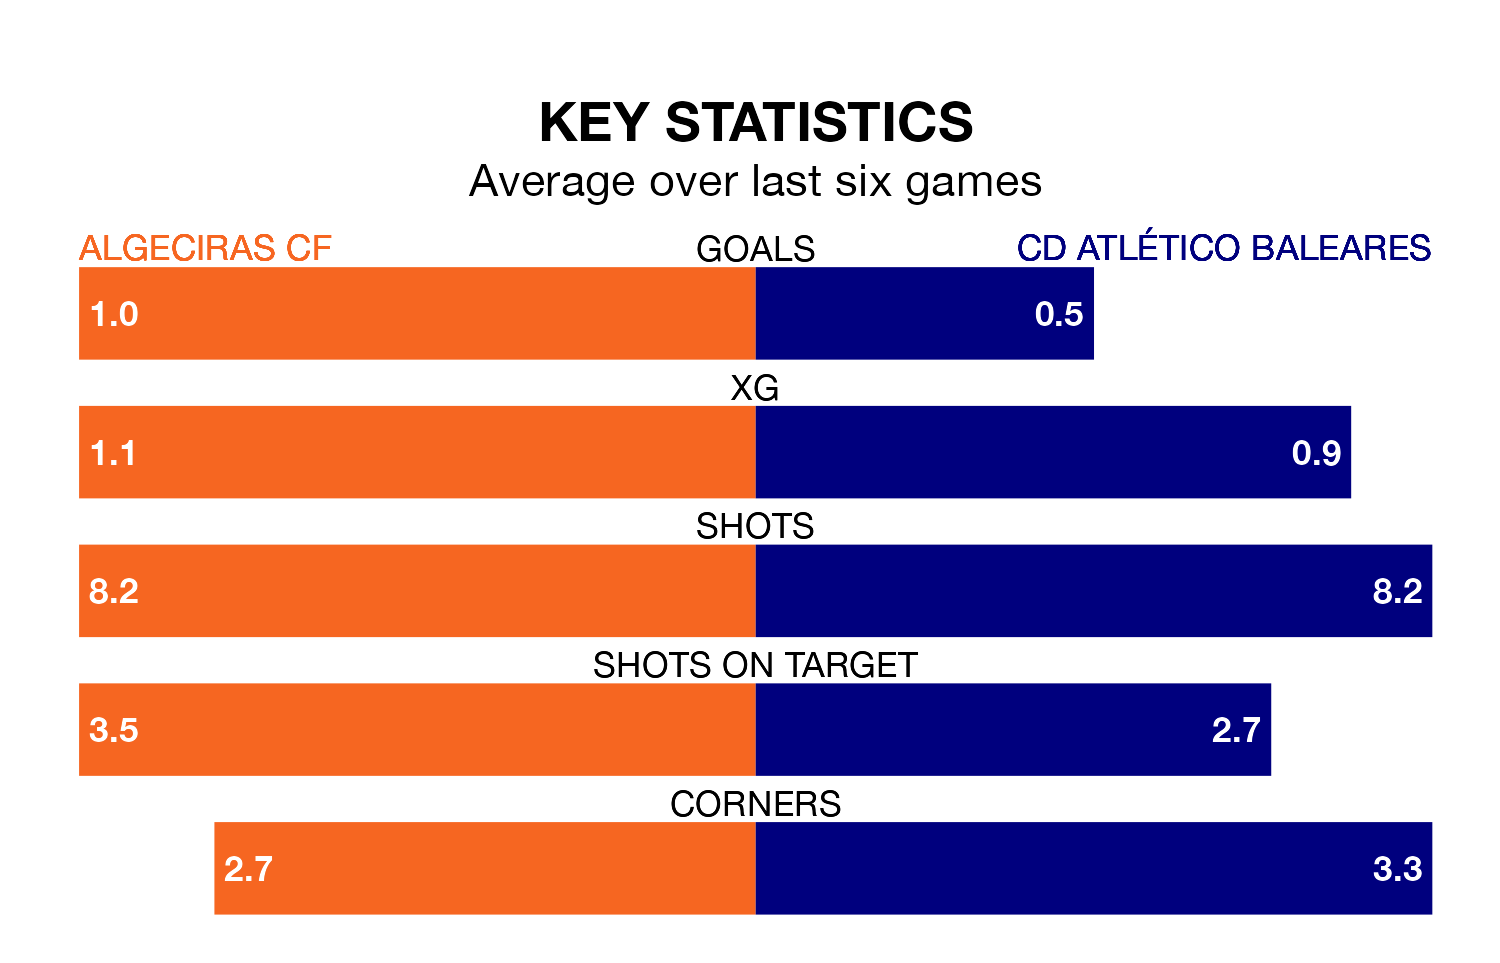 KEY STATISTICS
Average over last six games
ALGECIRAS CF GOALS CD ATLÉTICO BALEARES
1.0 0.5
XG
1.1 0.9
SHOTS
8.2 8.2
SHOTS ON TARGET
3.5 2.7
CORNERS
2.7 3.3